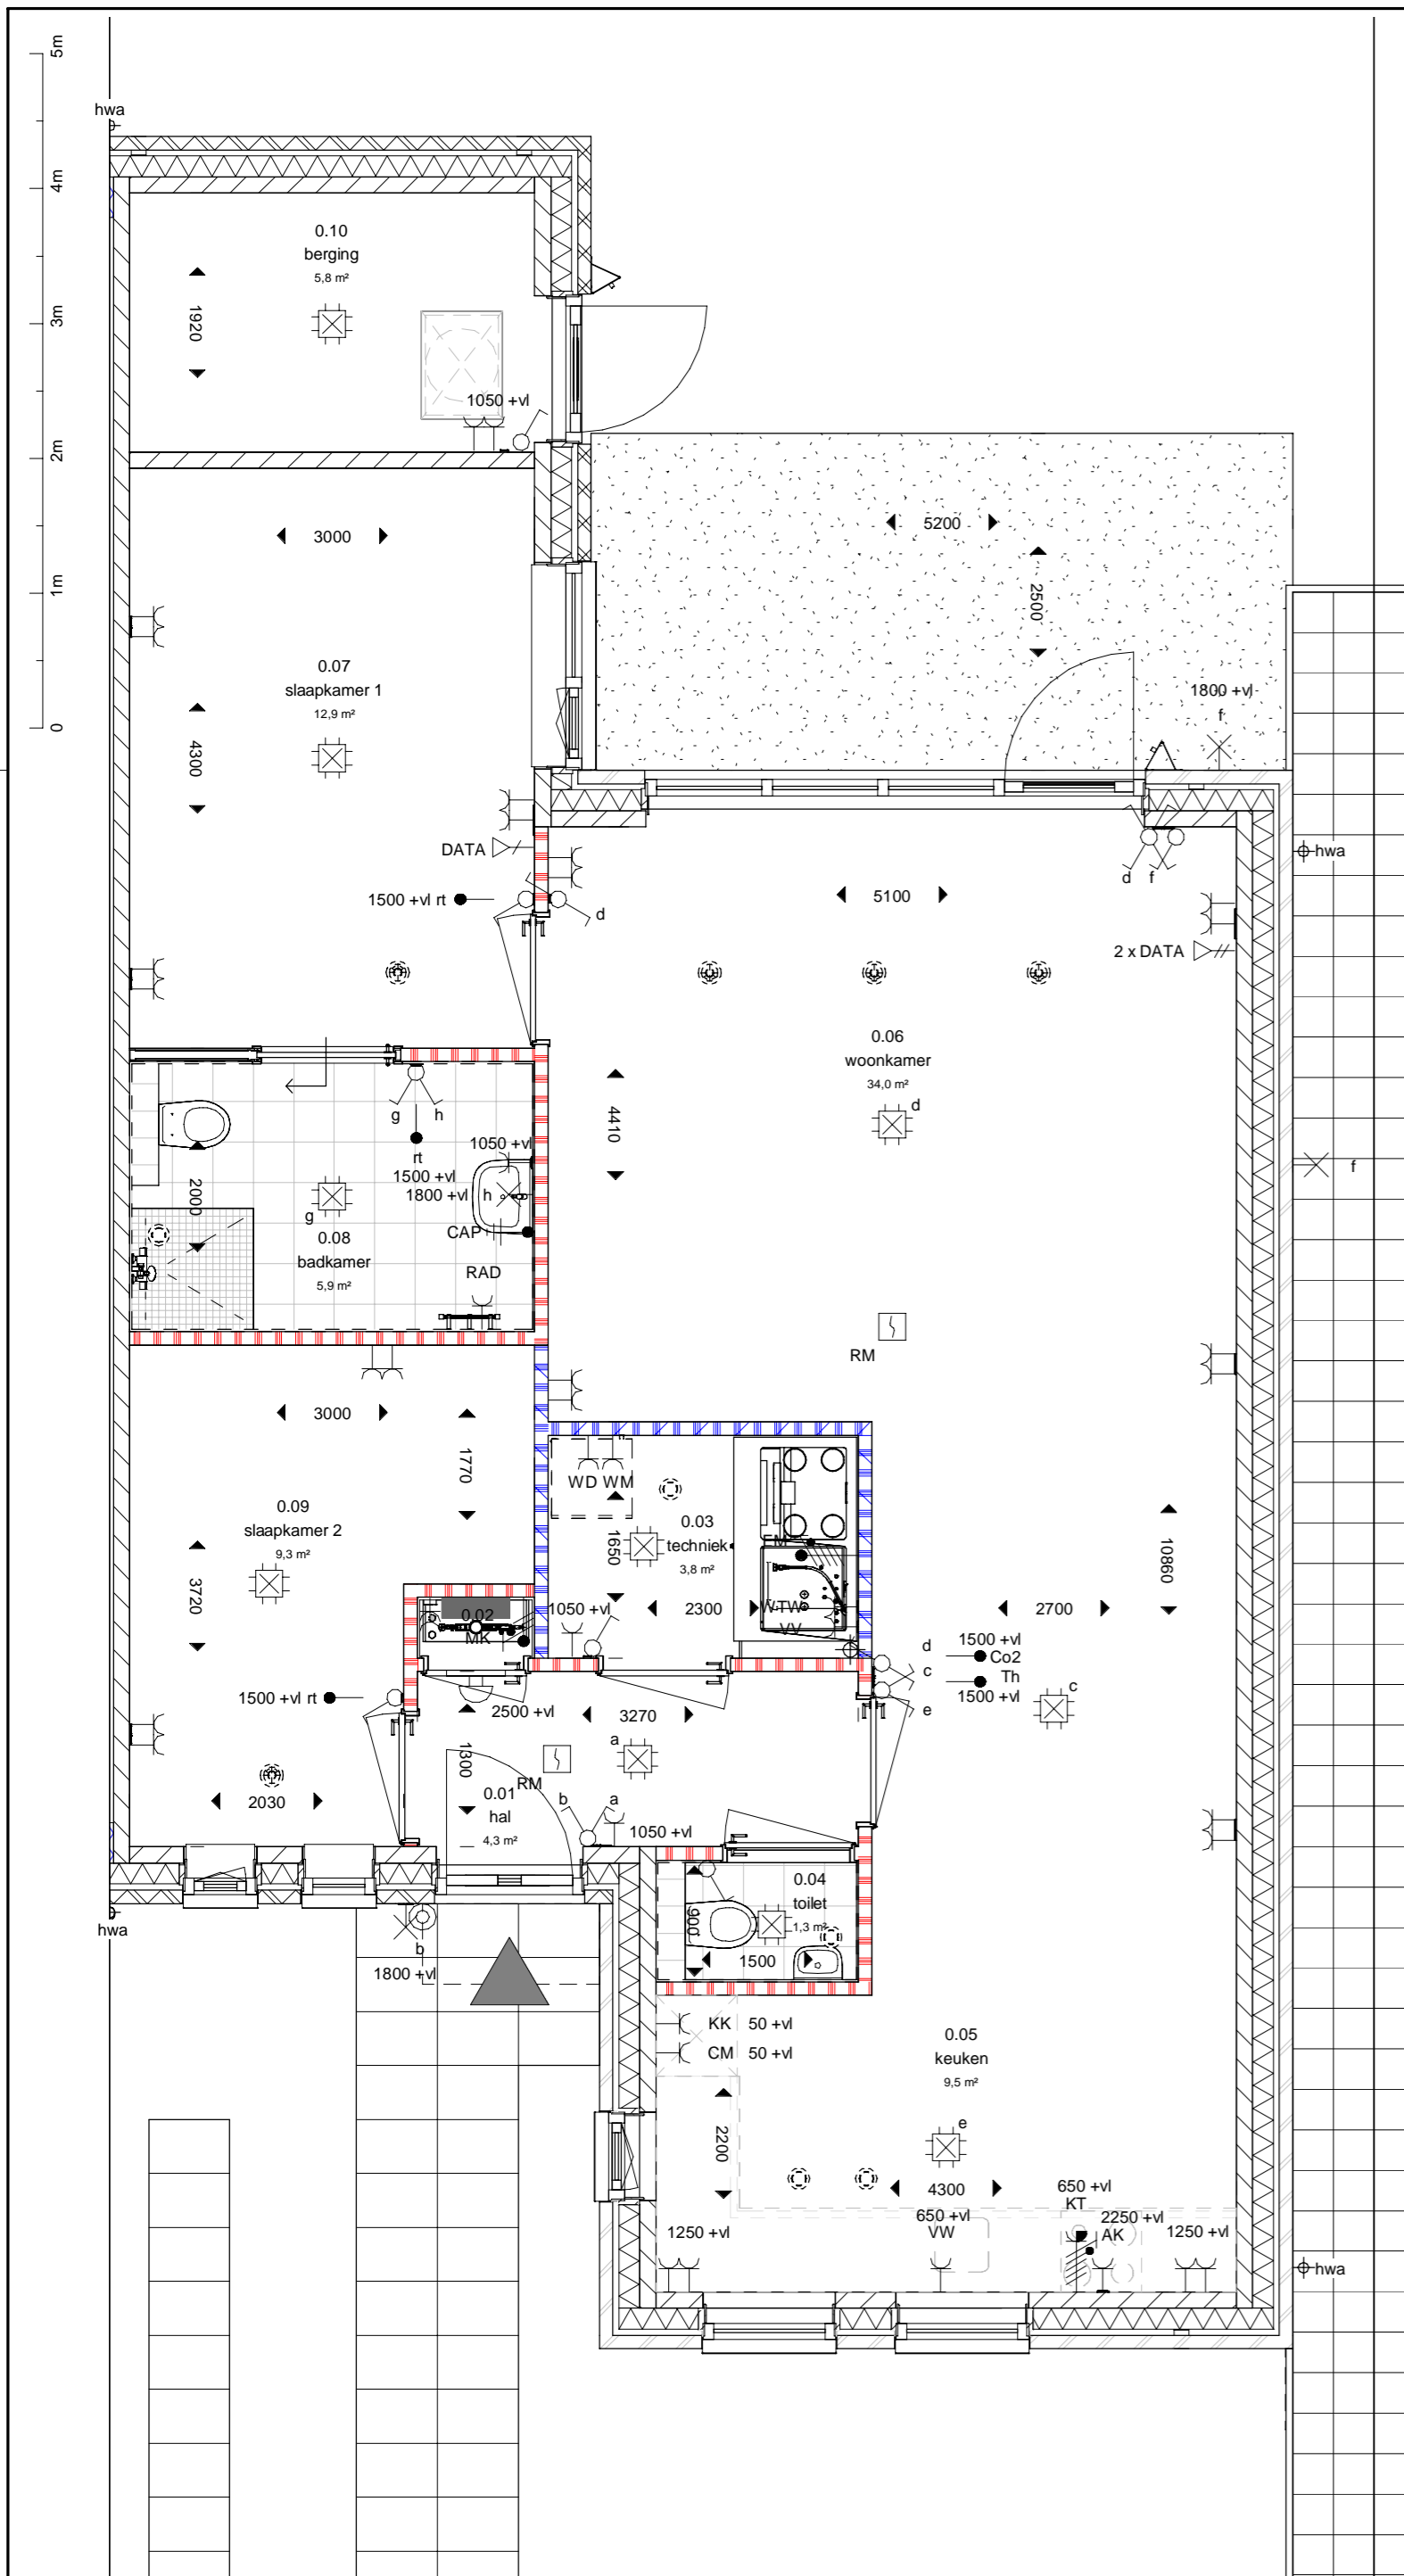 5m
hwa
4m
0.10
berging
5,8 m²
3m
1920
1050 +vl
2m
3000
5200
1m
2500
0.07
slaapkamer 1
12,9 m²
1800 +vl
f
0
4300
DATA
hwa
d
f
1500 +vl rt
d
5100
2 x DATA
0.06
woonkamer
34,0 m²
d
4410
g
h
1050 +vl
rt
1500 +vl
1800 +vl
h
f
2000
g
0.08
badkamer
5,9 m²
CAP
RAD
RM
3000
1770
WD
WM
0.09
slaapkamer 2
9,3 m²
0.03
techniek
3,8 m²
1650
10860
3720
0.02
MK
1050 +vl
2300
WTW
VV
2700
d
1500 +vl
Co2
c
Th
1500 +vl
c
e
1500 +vl rt
2500 +vl
3270
a
1300
RM
0.01
hal
4,3 m²
b
a
2030
1050 +vl
0.04
toilet
1,3 m²
900
1500
hwa
b
1800 +vl
KK
50 +vl
CM
50 +vl
0.05
keuken
9,5 m²
2200
e
4300
650 +vl
KT
1250 +vl
650 +vl
VW
2250 +vl
AK
1250 +vl
hwa